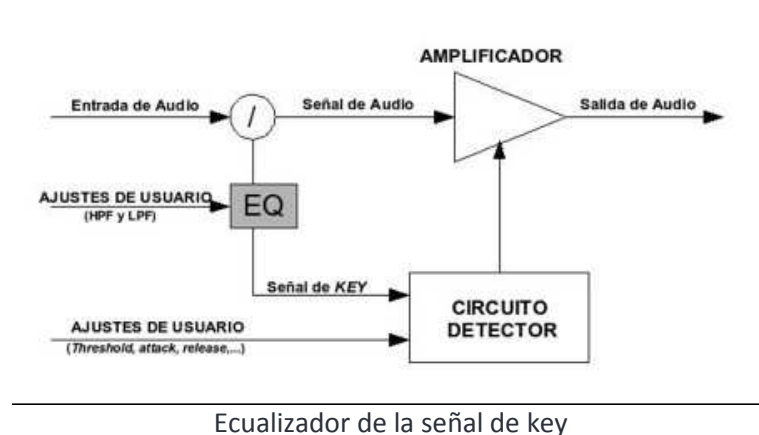 AMPLIFICADOR
Entrada de Audio
/
Señal de Audio
Salida de Audio
AJUSTES DE USUARIO
(HPF y LPF)
EQ
Señal de KEY
CIRCUITO
DETECTOR
AJUSTES DE USUARIO
(Threshold, attack, release,...)
Ecualizador de la señal de key